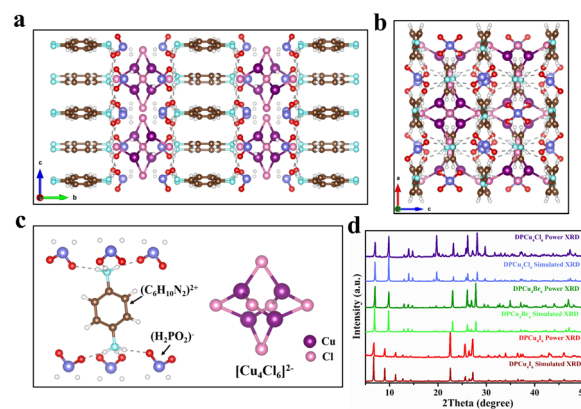 a
c
b
b
a
c
c
(C₆H₁₀N₂)²⁺
(H₂PO₂)⁻
Cu
Cl
[Cu₄Cl₆]²⁻
d
DPCu₄Cl₆ Power XRD
DPCu₄Cl₆ Simulated XRD
DPCu₄Br₆ Power XRD
DPCu₄Br₆ Simulated XRD
DPCu₄I₆ Power XRD
DPCu₄I₆ Simulated XRD
Intensity (a.u.)
10 20 30 40 50
2Theta (degree)